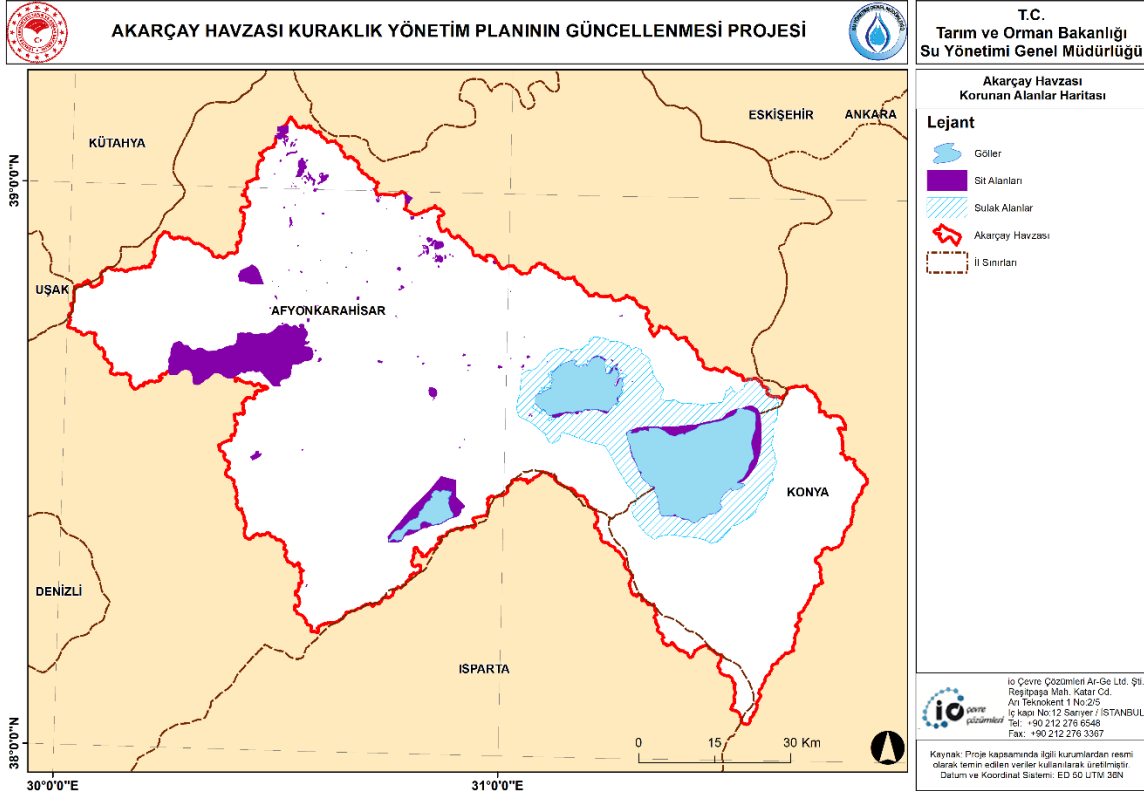 AKARÇAY HAVZASI KURAKLIK YÖNETİM PLANININ GÜNCELLENMESİ PROJESİ
T.C.
Tarım ve Orman Bakanlığı
Su Yönetimi Genel Müdürlüğü
Akarçay Havzası
Korunan Alanlar Haritası
Lejant
Göller
Sit Alanları
Sulak Alanlar
Akarçay Havzası
İl Sınırları
KÜTAHYA
ESKİŞEHİR
ANKARA
UŞAK
AFYONKARAHİSAR
KONYA
DENİZLİ
ISPARTA
39°0'0"N
38°0'0"N
30°0'0"E
31°0'0"E
0 15 30 Km
io çevre
çözümleri
io Çevre Çözümleri Ar-Ge Ltd. Şti.
Reşitpaşa Mah. Katar Cd.
Arı Teknokent 1 No:2/5
İç kapı No:12 Sarıyer / İSTANBUL
Tel: +90 212 276 6548
Fax: +90 212 276 3367
Kaynak: Proje kapsamında ilgili kurumlardan resmi
olarak temin edilen veriler kullanılarak üretilmiştir.
Datum ve Koordinat Sistemi: ED 50 UTM 36N